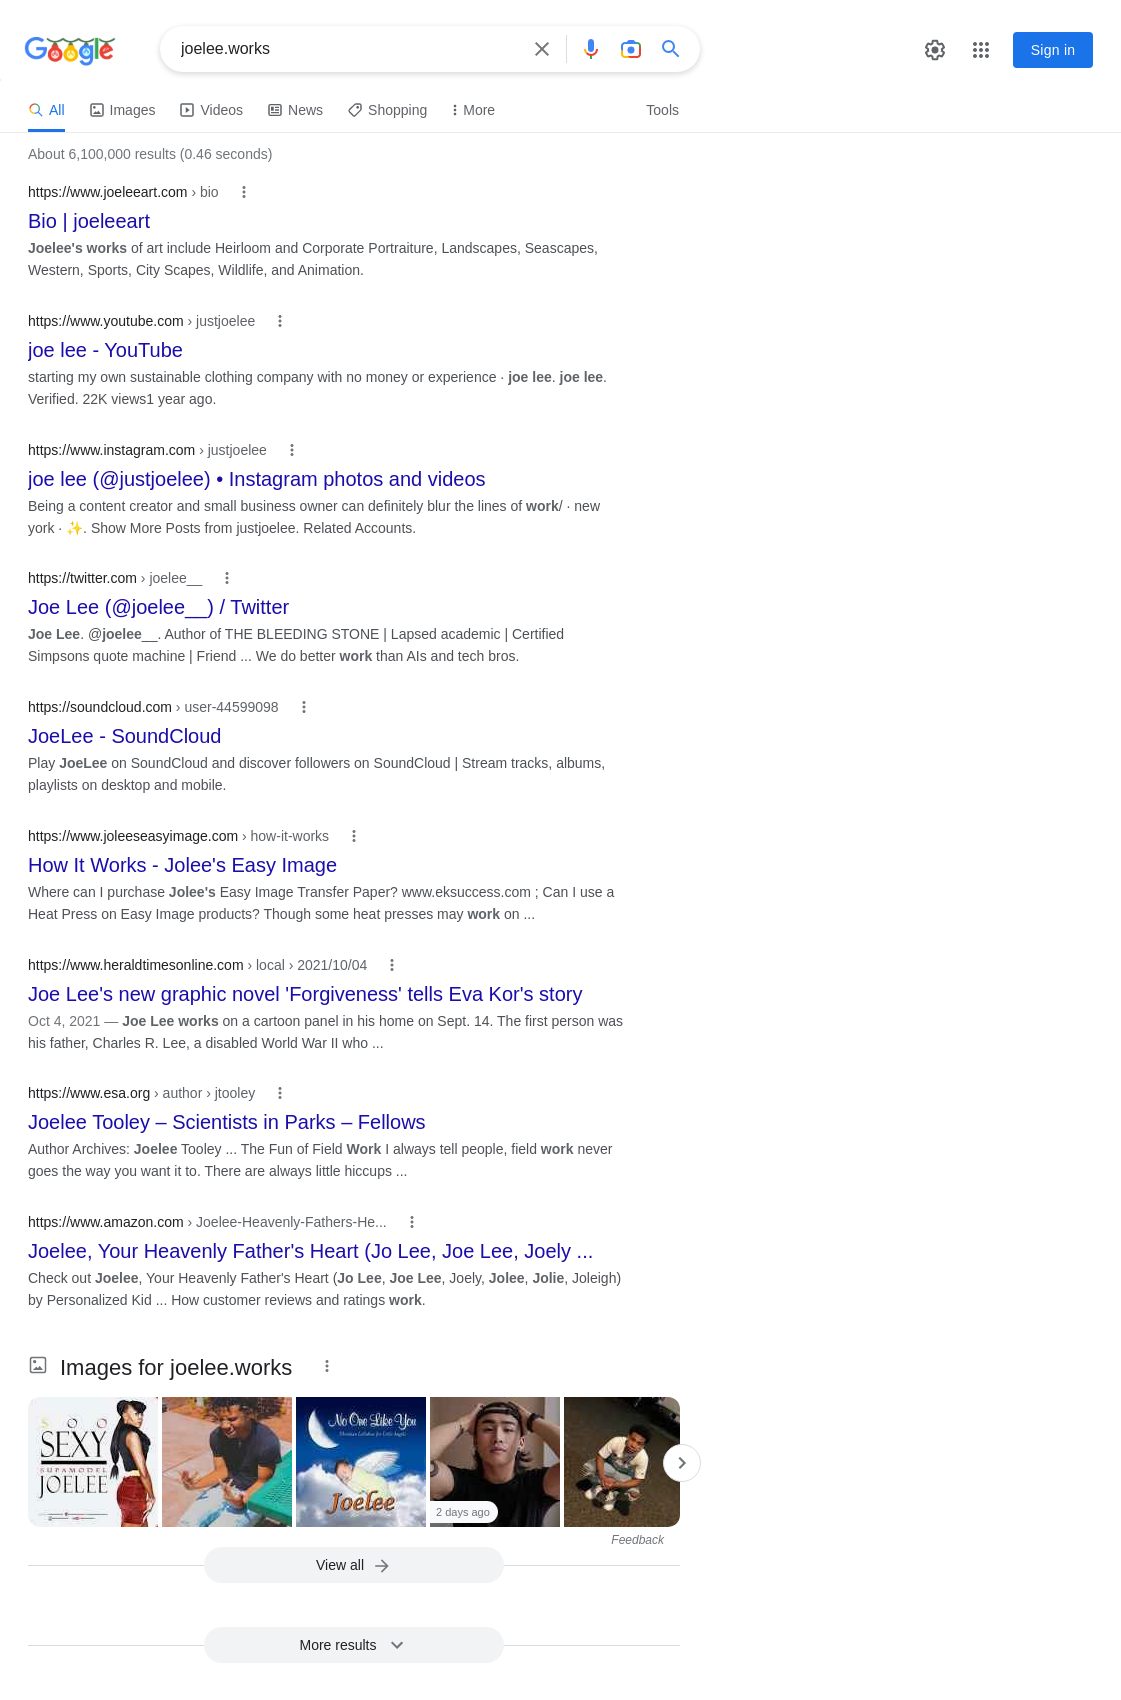 Google
joelee.works
Sign in
All
Images
Videos
News
Shopping
More
Tools
About 6,100,000 results (0.46 seconds)
https://www.joeleeart.com › bio
Bio | joeleeart
Joelee's works of art include Heirloom and Corporate Portraiture, Landscapes, Seascapes,
Western, Sports, City Scapes, Wildlife, and Animation.
https://www.youtube.com › justjoelee
joe lee - YouTube
starting my own sustainable clothing company with no money or experience · joe lee. joe lee.
Verified. 22K views1 year ago.
https://www.instagram.com › justjoelee
joe lee (@justjoelee) • Instagram photos and videos
Being a content creator and small business owner can definitely blur the lines of work/ · new
york · ✨. Show More Posts from justjoelee. Related Accounts.
https://twitter.com › joelee__
Joe Lee (@joelee__) / Twitter
Joe Lee. @joelee__. Author of THE BLEEDING STONE | Lapsed academic | Certified
Simpsons quote machine | Friend ... We do better work than AIs and tech bros.
https://soundcloud.com › user-44599098
JoeLee - SoundCloud
Play JoeLee on SoundCloud and discover followers on SoundCloud | Stream tracks, albums,
playlists on desktop and mobile.
https://www.joleeseasyimage.com › how-it-works
How It Works - Jolee's Easy Image
Where can I purchase Jolee's Easy Image Transfer Paper? www.eksuccess.com ; Can I use a
Heat Press on Easy Image products? Though some heat presses may work on ...
https://www.heraldtimesonline.com › local › 2021/10/04
Joe Lee's new graphic novel 'Forgiveness' tells Eva Kor's story
Oct 4, 2021 — Joe Lee works on a cartoon panel in his home on Sept. 14. The first person was
his father, Charles R. Lee, a disabled World War II who ...
https://www.esa.org › author › jtooley
Joelee Tooley – Scientists in Parks – Fellows
Author Archives: Joelee Tooley ... The Fun of Field Work I always tell people, field work never
goes the way you want it to. There are always little hiccups ...
https://www.amazon.com › Joelee-Heavenly-Fathers-He...
Joelee, Your Heavenly Father's Heart (Jo Lee, Joe Lee, Joely ...
Check out Joelee, Your Heavenly Father's Heart (Jo Lee, Joe Lee, Joely, Jolee, Jolie, Joleigh)
by Personalized Kid ... How customer reviews and ratings work.
Images for joelee.works
SOO
SEXY
SUPAMODEL
JOELEE
No One Like You
Christian Lullabies for Little Angels
Joelee
2 days ago
Feedback
View all
More results